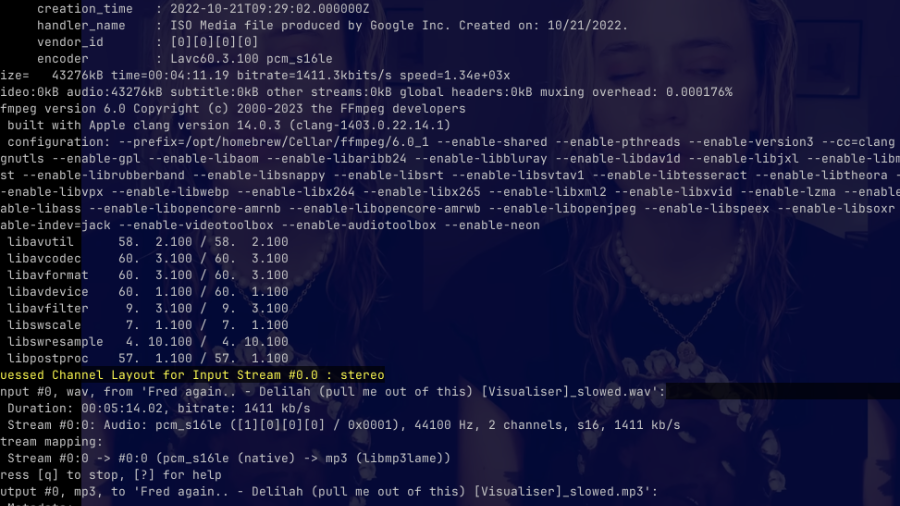 creation_time : 2022-10-21T09:29:02.000000Z
handler_name : ISO Media file produced by Google Inc. Created on: 10/21/2022.
vendor_id : [0][0][0][0]
encoder : Lavc60.3.100 pcm_s16le
ize= 43276kB time=00:04:11.19 bitrate=1411.3kbits/s speed=1.34e+03x
ideo:0kB audio:43276kB subtitle:0kB other streams:0kB global headers:0kB muxing overhead: 0.000176%
fmpeg version 6.0 Copyright (c) 2000-2023 the FFmpeg developers
built with Apple clang version 14.0.3 (clang-1403.0.22.14.1)
configuration: --prefix=/opt/homebrew/Cellar/ffmpeg/6.0_1 --enable-shared --enable-pthreads --enable-version3 --cc=clang
gnutls --enable-gpl --enable-libaom --enable-libaribb24 --enable-libbluray --enable-libdav1d --enable-libjxl --enable-libm
st --enable-librubberband --enable-libsnappy --enable-libsrt --enable-libsvtav1 --enable-libtesseract --enable-libtheora -
-enable-libvpx --enable-libwebp --enable-libx264 --enable-libx265 --enable-libxml2 --enable-libxvid --enable-lzma --enable
able-libass --enable-libopencore-amrnb --enable-libopencore-amrwb --enable-libopenjpeg --enable-libspeex --enable-libsoxr
able-indev=jack --enable-videotoolbox --enable-audiotoolbox --enable-neon
libavutil 58. 2.100 / 58. 2.100
libavcodec 60. 3.100 / 60. 3.100
libavformat 60. 3.100 / 60. 3.100
libavdevice 60. 1.100 / 60. 1.100
libavfilter 9. 3.100 / 9. 3.100
libswscale 7. 1.100 / 7. 1.100
libswresample 4. 10.100 / 4. 10.100
libpostproc 57. 1.100 / 57. 1.100
uessed Channel Layout for Input Stream #0.0 : stereo
nput #0, wav, from 'Fred again.. - Delilah (pull me out of this) [Visualiser]_slowed.wav':
Duration: 00:05:14.02, bitrate: 1411 kb/s
Stream #0:0: Audio: pcm_s16le ([1][0][0][0] / 0x0001), 44100 Hz, 2 channels, s16, 1411 kb/s
tream mapping:
Stream #0:0 -> #0:0 (pcm_s16le (native) -> mp3 (libmp3lame))
ress [q] to stop, [?] for help
utput #0, mp3, to 'Fred again.. - Delilah (pull me out of this) [Visualiser]_slowed.mp3':